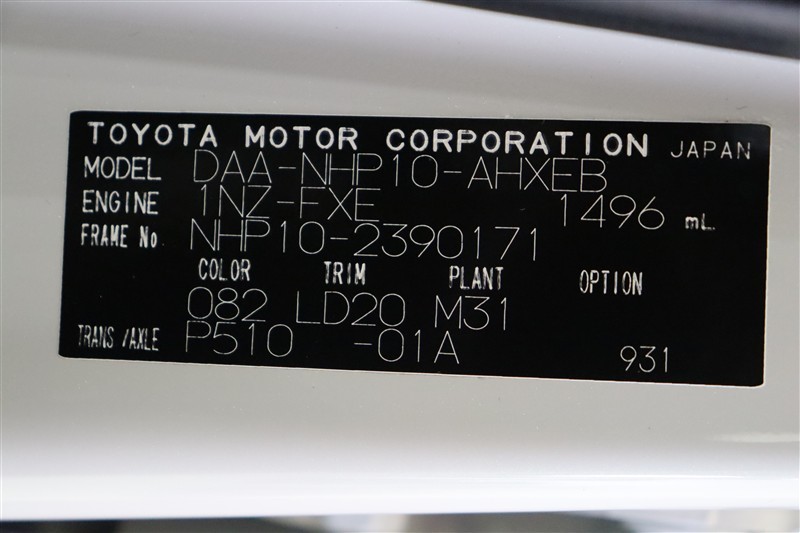 TOYOTA MOTOR CORPORATION JAPAN
MODEL DAA-NHP10-AHXEB
ENGINE 1NZ-FXE 1496 mL
FRAME No NHP10-2390171
COLOR TRIM PLANT OPTION
082 LD20 M31
TRANS/AXLE P510 -01A 931